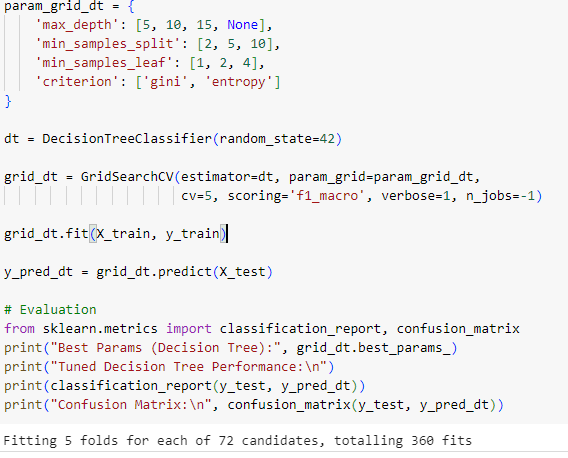 param_grid_dt = {
    'max_depth': [5, 10, 15, None],
    'min_samples_split': [2, 5, 10],
    'min_samples_leaf': [1, 2, 4],
    'criterion': ['gini', 'entropy']
}
dt = DecisionTreeClassifier(random_state=42)
grid_dt = GridSearchCV(estimator=dt, param_grid=param_grid_dt,
                       cv=5, scoring='f1_macro', verbose=1, n_jobs=-1)
grid_dt.fit(X_train, y_train)
y_pred_dt = grid_dt.predict(X_test)
# Evaluation
from sklearn.metrics import classification_report, confusion_matrix
print("Best Params (Decision Tree):", grid_dt.best_params_)
print("Tuned Decision Tree Performance:\n")
print(classification_report(y_test, y_pred_dt))
print("Confusion Matrix:\n", confusion_matrix(y_test, y_pred_dt))
Fitting 5 folds for each of 72 candidates, totalling 360 fits